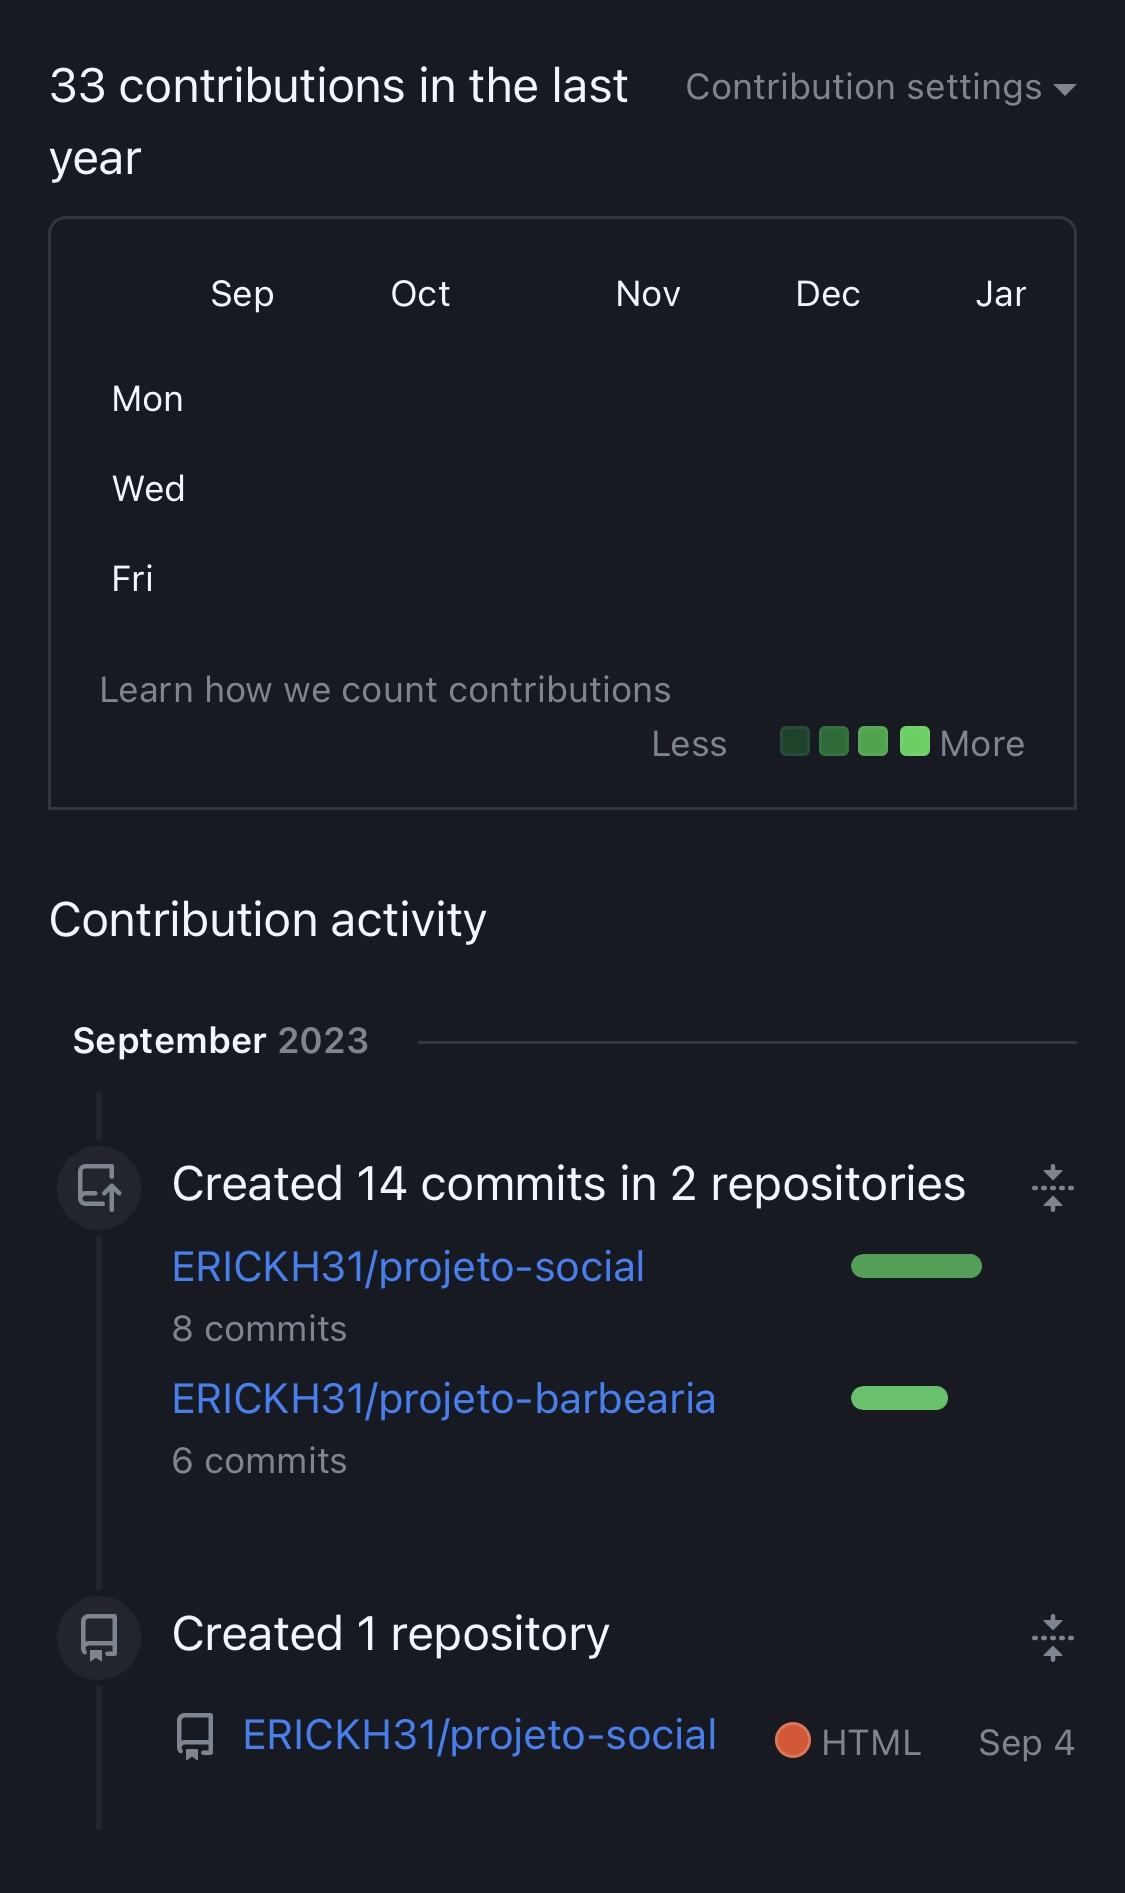 33 contributions in the last
year
Contribution settings
Sep Oct Nov Dec Jar
Mon
Wed
Fri
Learn how we count contributions
Less More
Contribution activity
September 2023
Created 14 commits in 2 repositories
ERICKH31/projeto-social
8 commits
ERICKH31/projeto-barbearia
6 commits
Created 1 repository
ERICKH31/projeto-social HTML Sep 4